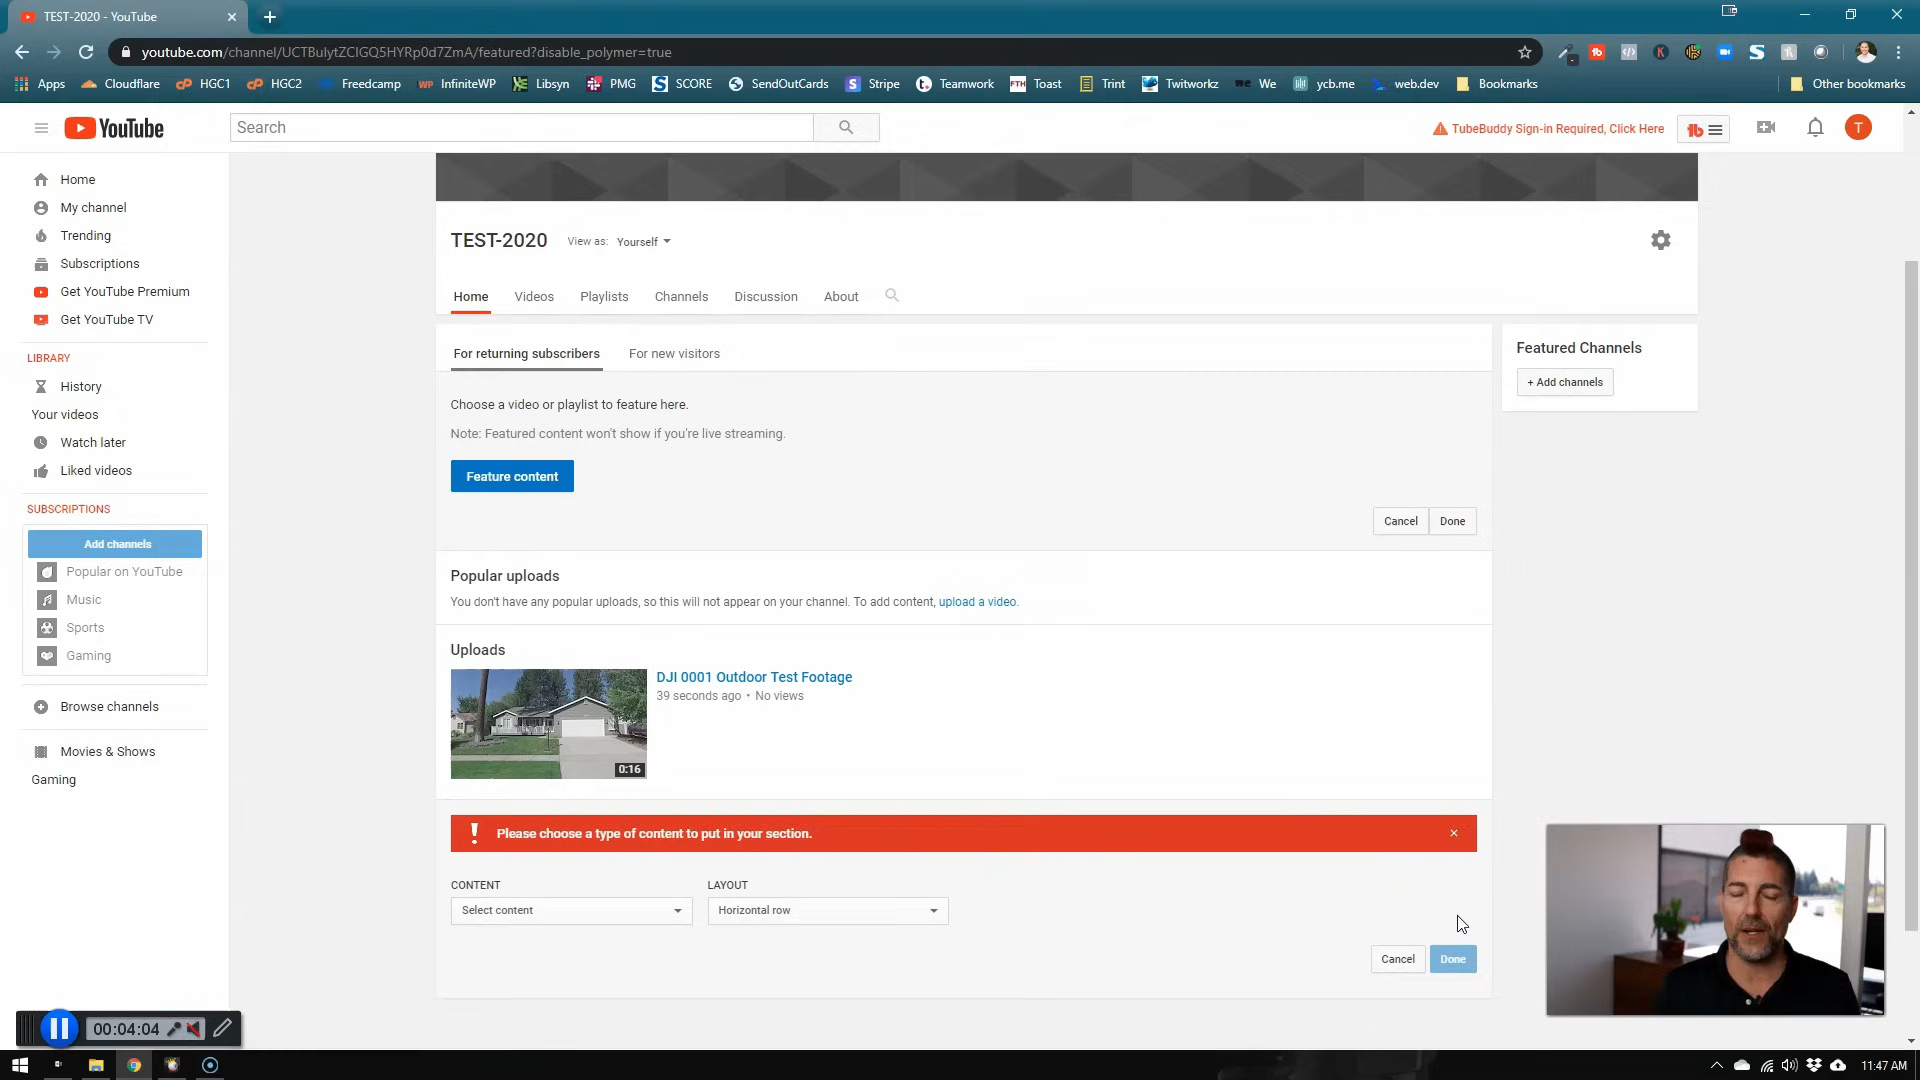 TEST-2020 - YouTube
youtube.com/channel/UCTBulytZCIGQ5HYRp0d7ZmA/featured?disable_polymer=true
Apps Cloudflare HGC1 HGC2 Freedcamp InfiniteWP Libsyn PMG SCORE SendOutCards Stripe Teamwork Toast Trint Twitworkz We ycb.me web.dev Bookmarks Other bookmarks
YouTube
Search
TubeBuddy Sign-in Required, Click Here
T
Home
My channel
Trending
Subscriptions
Get YouTube Premium
Get YouTube TV
LIBRARY
History
Your videos
Watch later
Liked videos
SUBSCRIPTIONS
Add channels
Popular on YouTube
Music
Sports
Gaming
Browse channels
Movies & Shows
Gaming
TEST-2020 View as: Yourself
Home Videos Playlists Channels Discussion About
For returning subscribers For new visitors
Choose a video or playlist to feature here.
Note: Featured content won't show if you're live streaming.
Feature content
Cancel Done
Popular uploads
You don't have any popular uploads, so this will not appear on your channel. To add content, upload a video.
Uploads
DJI 0001 Outdoor Test Footage
39 seconds ago • No views
0:16
Please choose a type of content to put in your section.
CONTENT LAYOUT
Select content Horizontal row
Cancel Done
Featured Channels
+ Add channels
00:04:04
11:47 AM